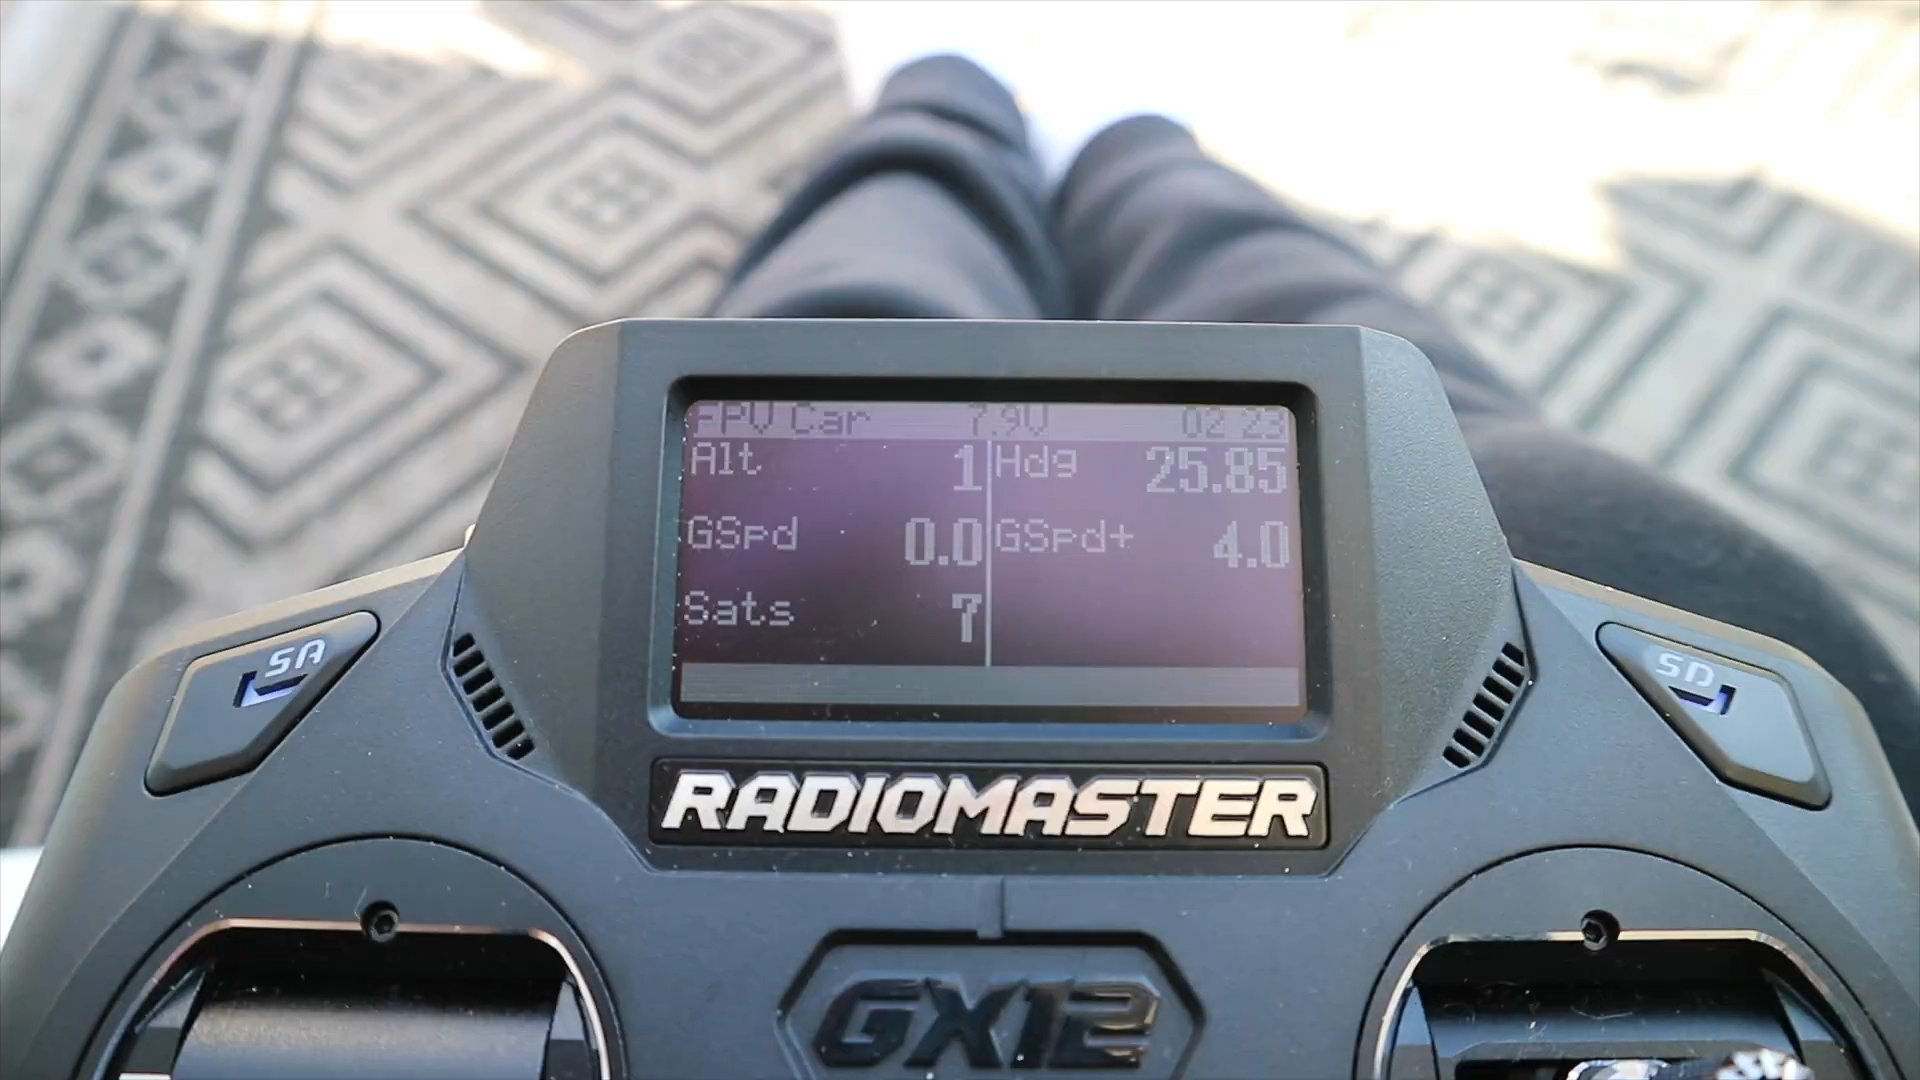 FPV Car 7.9V 02 23
Alt 1 Hdg 25.85
GSpd 0.0 GSpd+ 4.0
Sats 7
SA
SD
RADIOMASTER
GX12